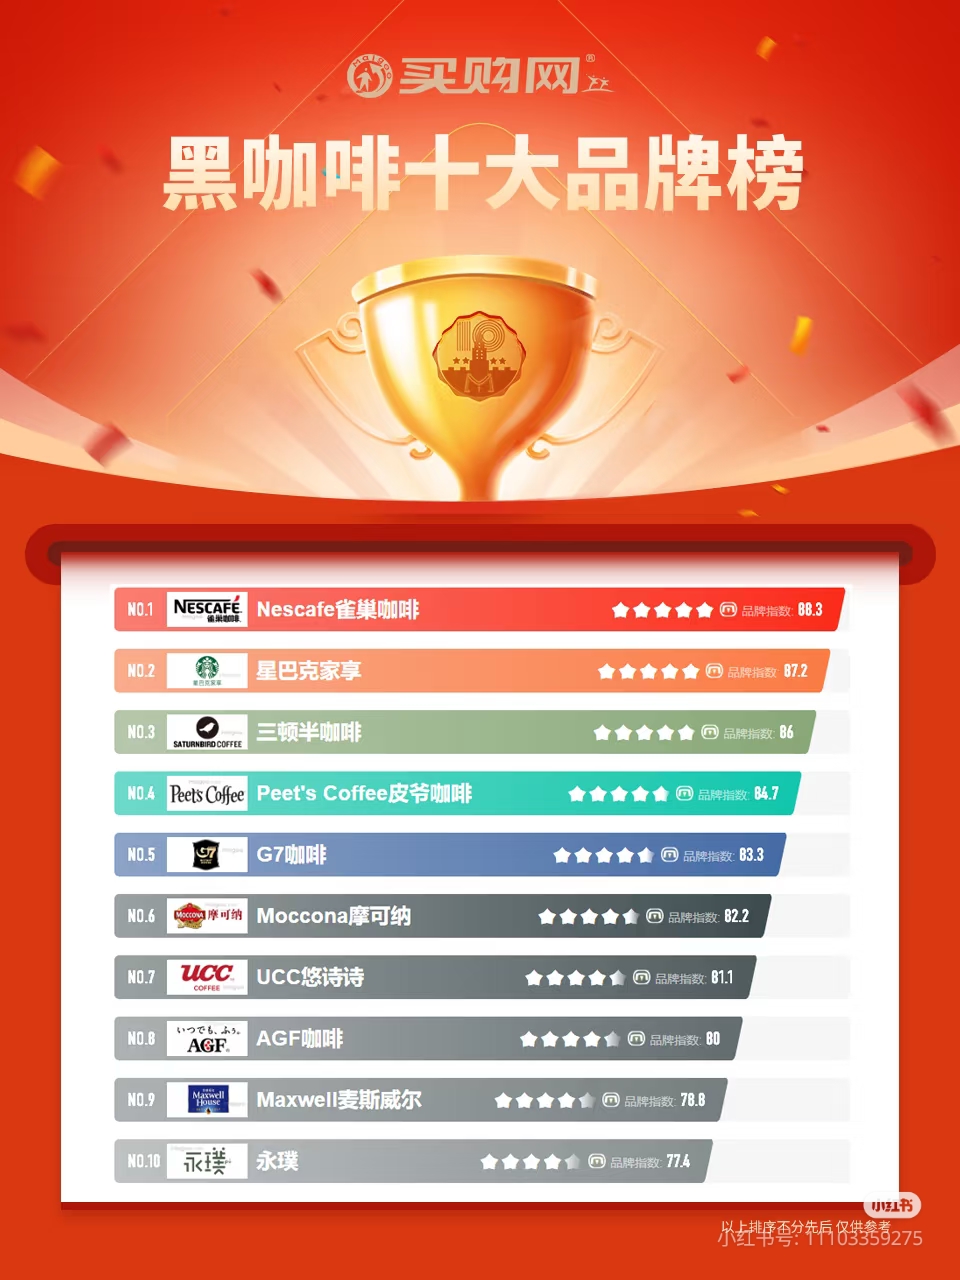 Maigoo 买购网®
黑咖啡十大品牌榜
10
NO.1 NESCAFÉ. 雀巢咖啡. Nescafe雀巢咖啡 品牌指数: 88.3
NO.2 星巴克家享 星巴克家享 品牌指数: 87.2
NO.3 SATURNBIRD COFFEE 三顿半咖啡 品牌指数: 86
NO.4 Peet's Coffee Peet's Coffee皮爷咖啡 品牌指数: 84.7
NO.5 G7 G7咖啡 品牌指数: 83.3
NO.6 MOCCONA 摩可纳 Moccona摩可纳 品牌指数: 82.2
NO.7 UCC COFFEE UCC悠诗诗 品牌指数: 81.1
NO.8 いつでも、ふぅ。 AGF® AGF咖啡 品牌指数: 80
NO.9 Maxwell House Maxwell麦斯威尔 品牌指数: 78.8
NO.10 永璞 永璞 品牌指数: 77.4
小红书
以上排序不分先后 仅供参考
小红书号: 11103359275